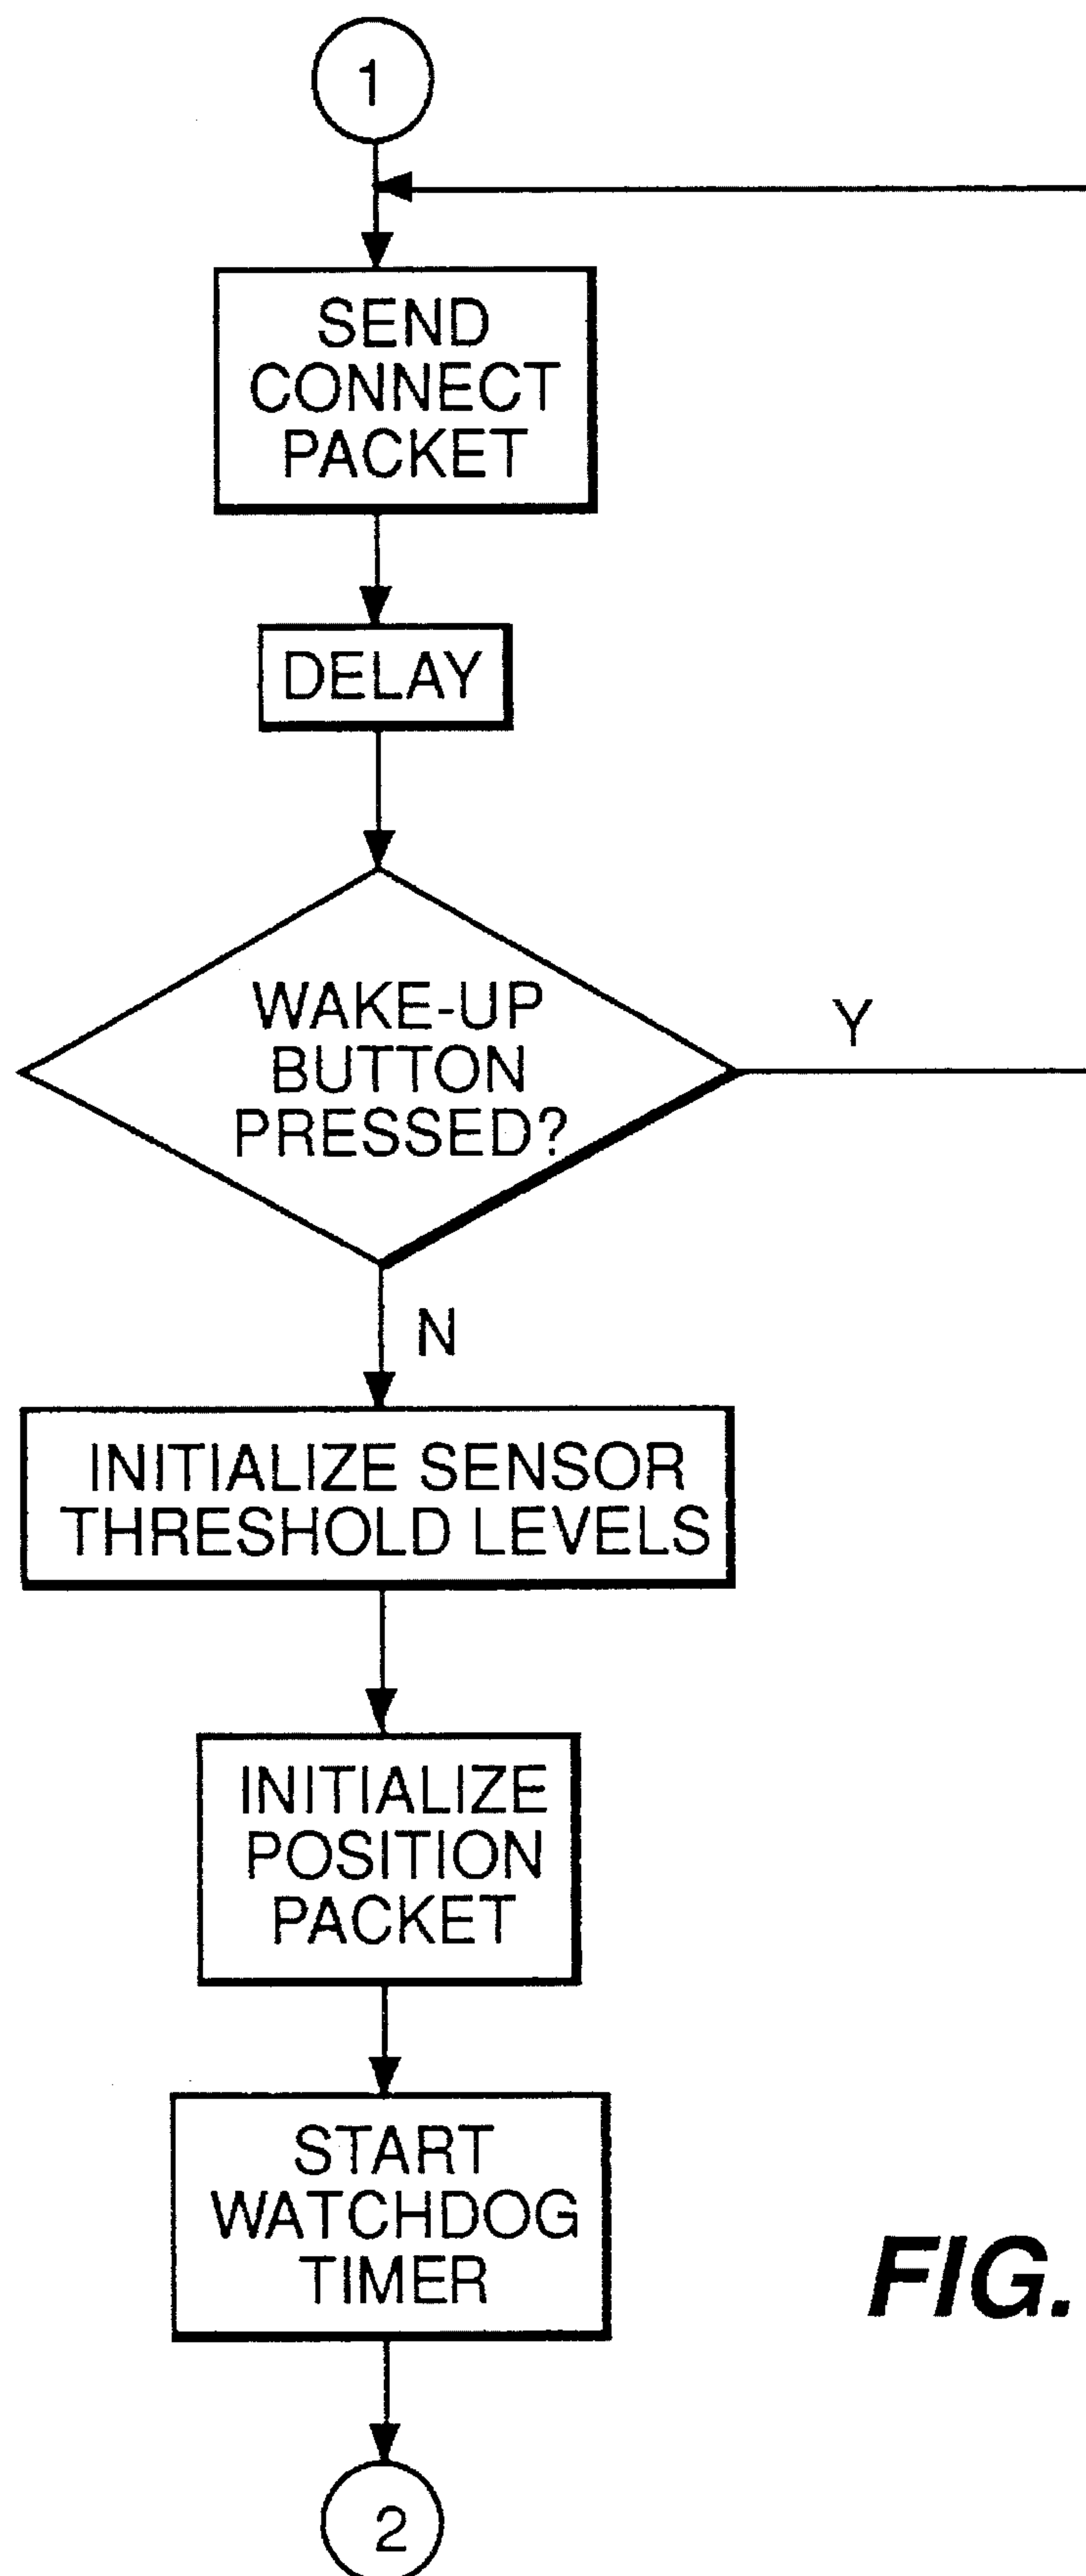 1
SEND
CONNECT
PACKET
DELAY
WAKE-UP
BUTTON
PRESSED?
Y
N
INITIALIZE SENSOR
THRESHOLD LEVELS
INITIALIZE
POSITION
PACKET
START
WATCHDOG
TIMER
FIG.
2